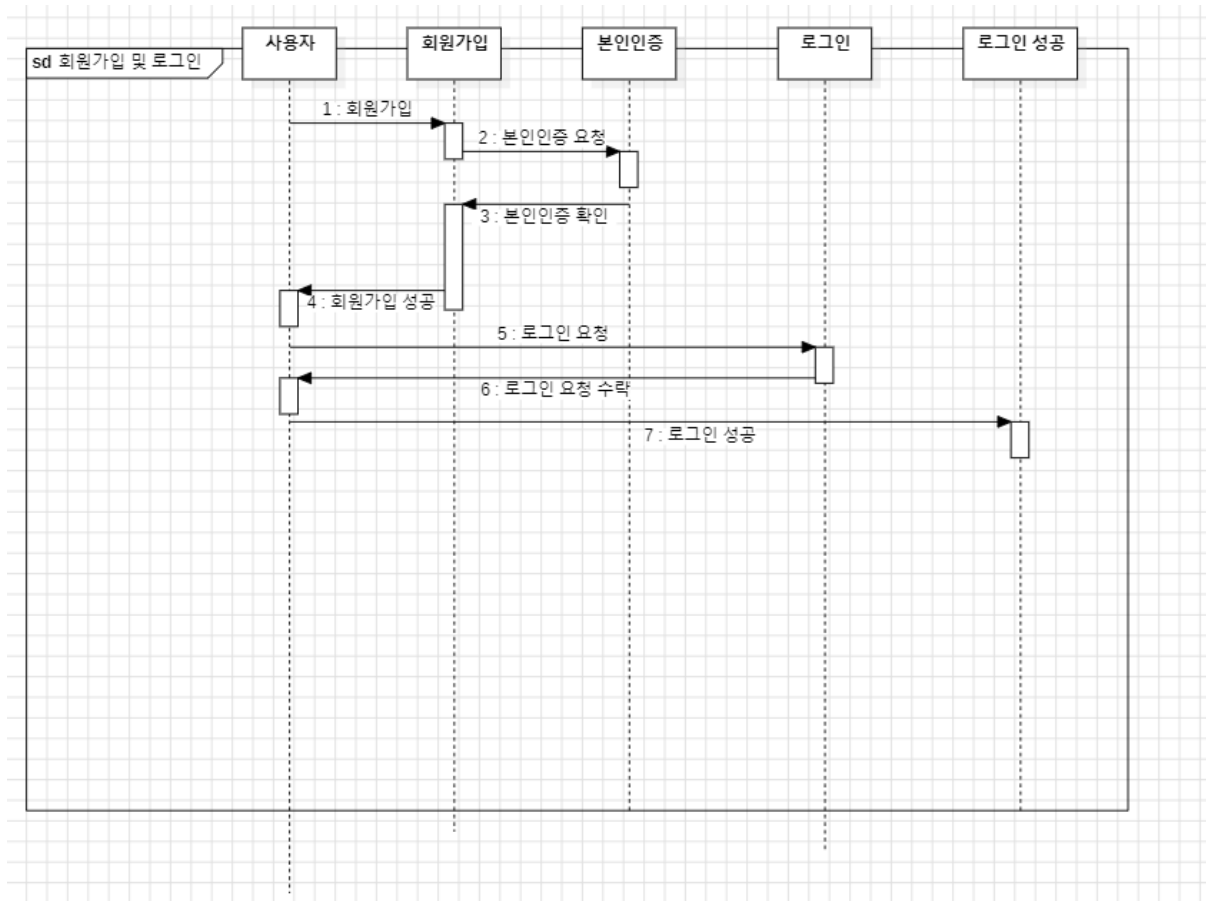 사용자
회원가입
본인인증
로그인
로그인 성공
sd 회원가입 및 로그인
1 : 회원가입
2 : 본인인증 요청
3 : 본인인증 확인
4 : 회원가입 성공
5 : 로그인 요청
6 : 로그인 요청 수락
7 : 로그인 성공